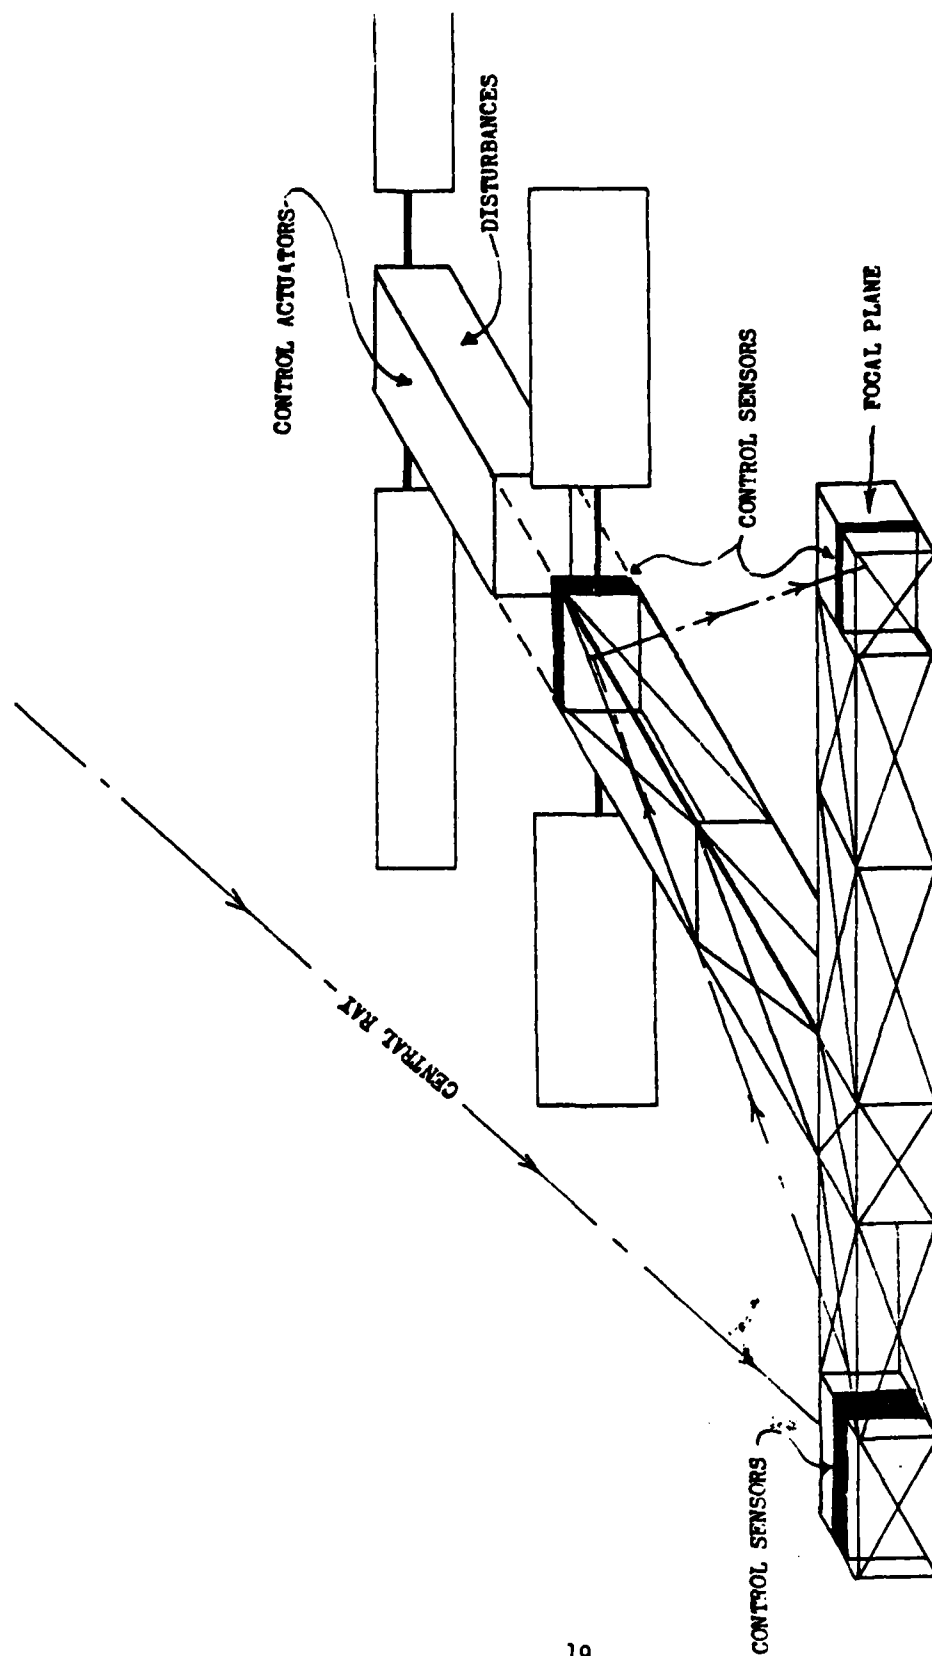 CONTROL ACTUATORS
DISTURBANCES
CONTROL SENSORS
FOCAL PLANE
CENTRAL RAY
CONTROL SENSORS
19